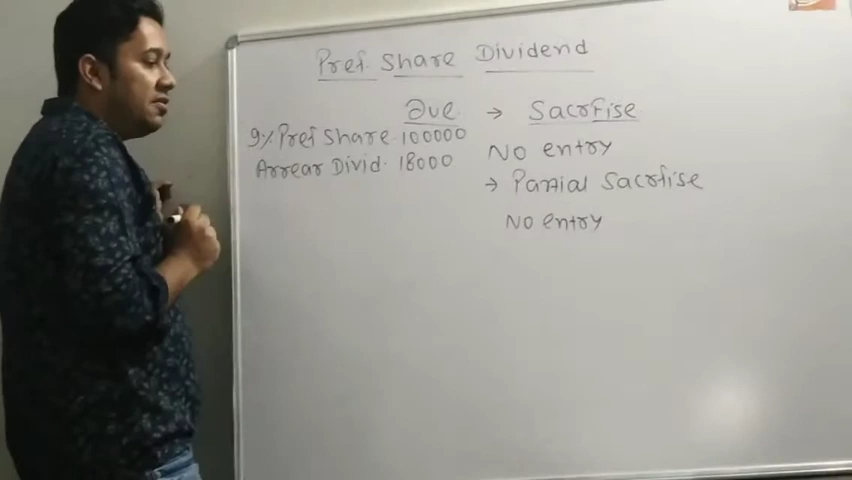 Pref. Share Dividend
Due → Sacrfise
9% Pref Share 100000
No entry
Arrear Divid. 18000
→ Partial Sacrfise
No entry